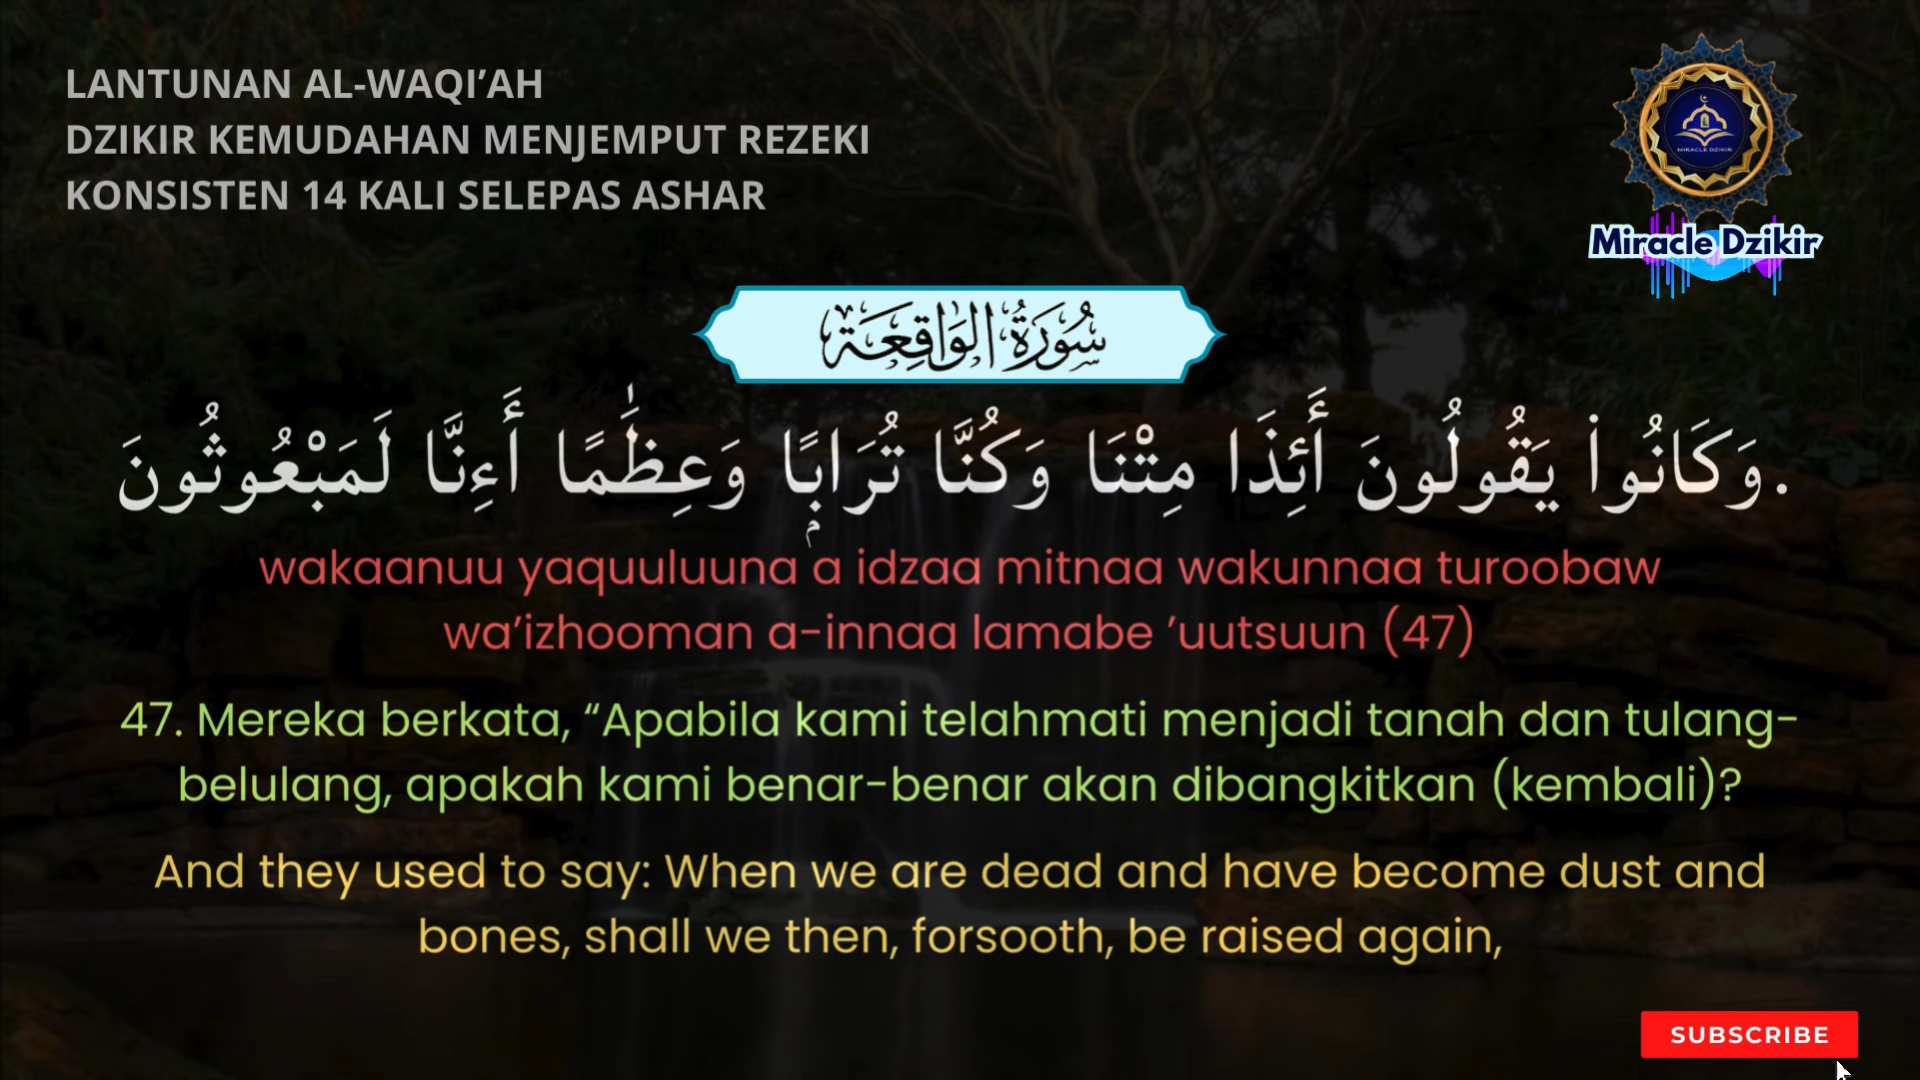 LANTUNAN AL-WAQI’AH
DZIKIR KEMUDAHAN MENJEMPUT REZEKI
KONSISTEN 14 KALI SELEPAS ASHAR
MIRACLE DZIKIR
Miracle Dzikir
سُورَةُ الوَاقِعَة
وَكَانُوا۟ يَقُولُونَ أَئِذَا مِتْنَا وَكُنَّا تُرَابًۭا وَعِظَٰمًا أَءِنَّا لَمَبْعُوثُونَ.
wakaanuu yaquuluuna a idzaa mitnaa wakunnaa turoobaw
wa’izhooman a-innaa lamabe ’uutsuun (47)
47. Mereka berkata, “Apabila kami telahmati menjadi tanah dan tulang-
belulang, apakah kami benar-benar akan dibangkitkan (kembali)?
And they used to say: When we are dead and have become dust and
bones, shall we then, forsooth, be raised again,
SUBSCRIBE